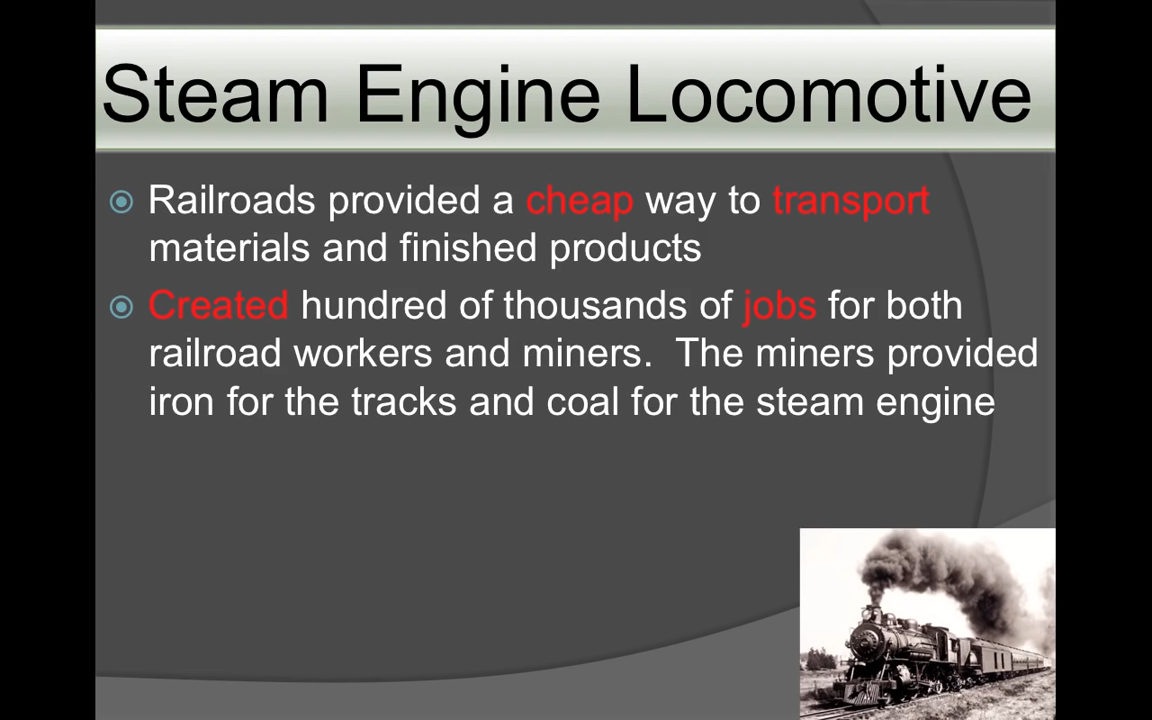 Steam Engine Locomotive
Railroads provided a cheap way to transport
materials and finished products
Created hundred of thousands of jobs for both
railroad workers and miners.  The miners provided
iron for the tracks and coal for the steam engine